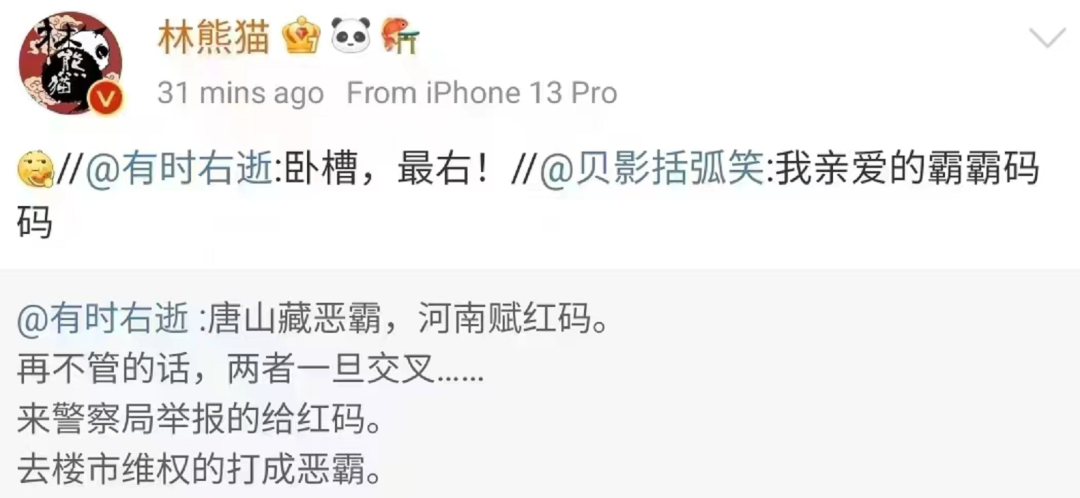 林熊猫
林熊猫
31 mins ago From iPhone 13 Pro
//@有时右逝:卧槽，最右！//@贝影括弧笑:我亲爱的霸霸码
码
@有时右逝 :唐山藏恶霸，河南赋红码。
再不管的话，两者一旦交叉……
来警察局举报的给红码。
去楼市维权的打成恶霸。